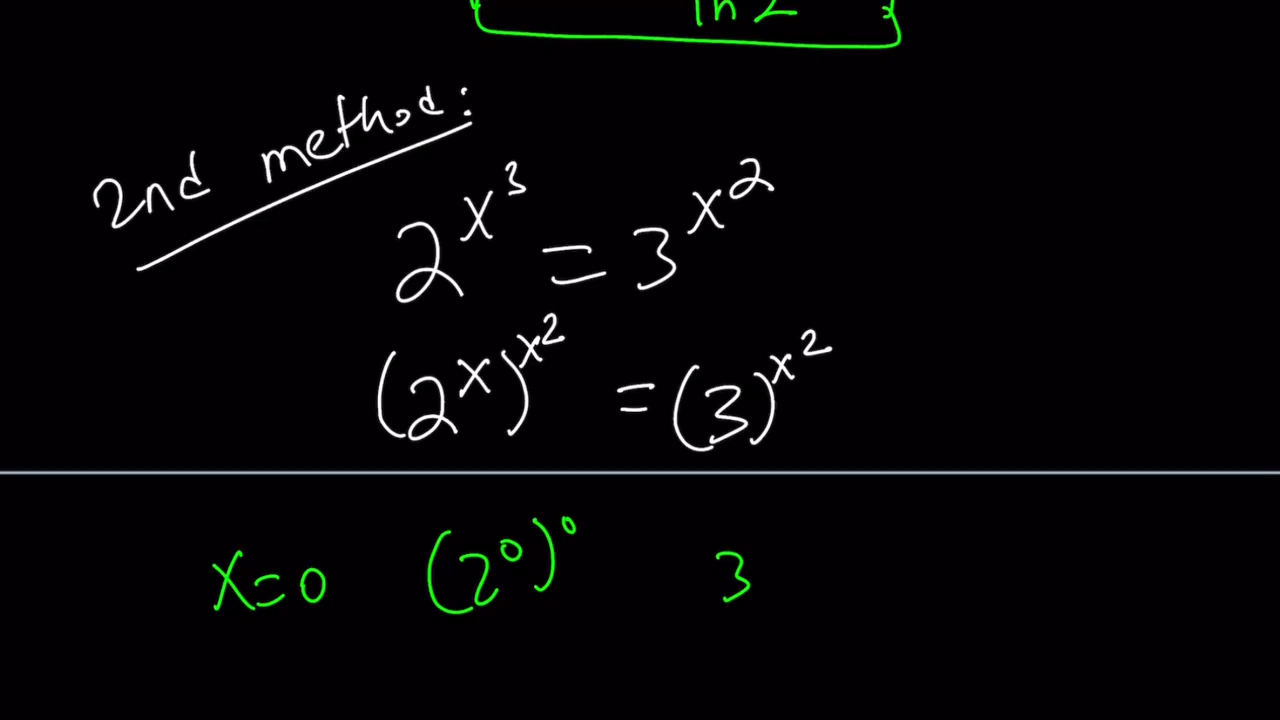 ln 2
2nd method:
2^{x^3} = 3^{x^2}
(2^x)^{x^2} = (3)^{x^2}
x=0 (2^0)^0 3